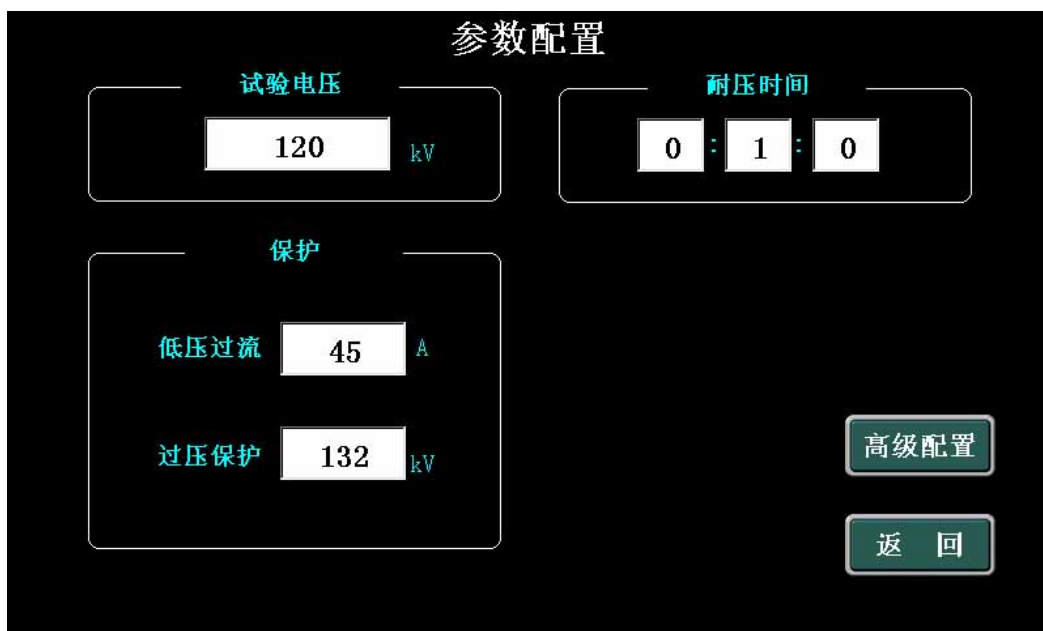 参数配置
试验电压
120 kV
耐压时间
0 : 1 : 0
保护
低压过流 45 A
过压保护 132 kV
高级配置
返 回